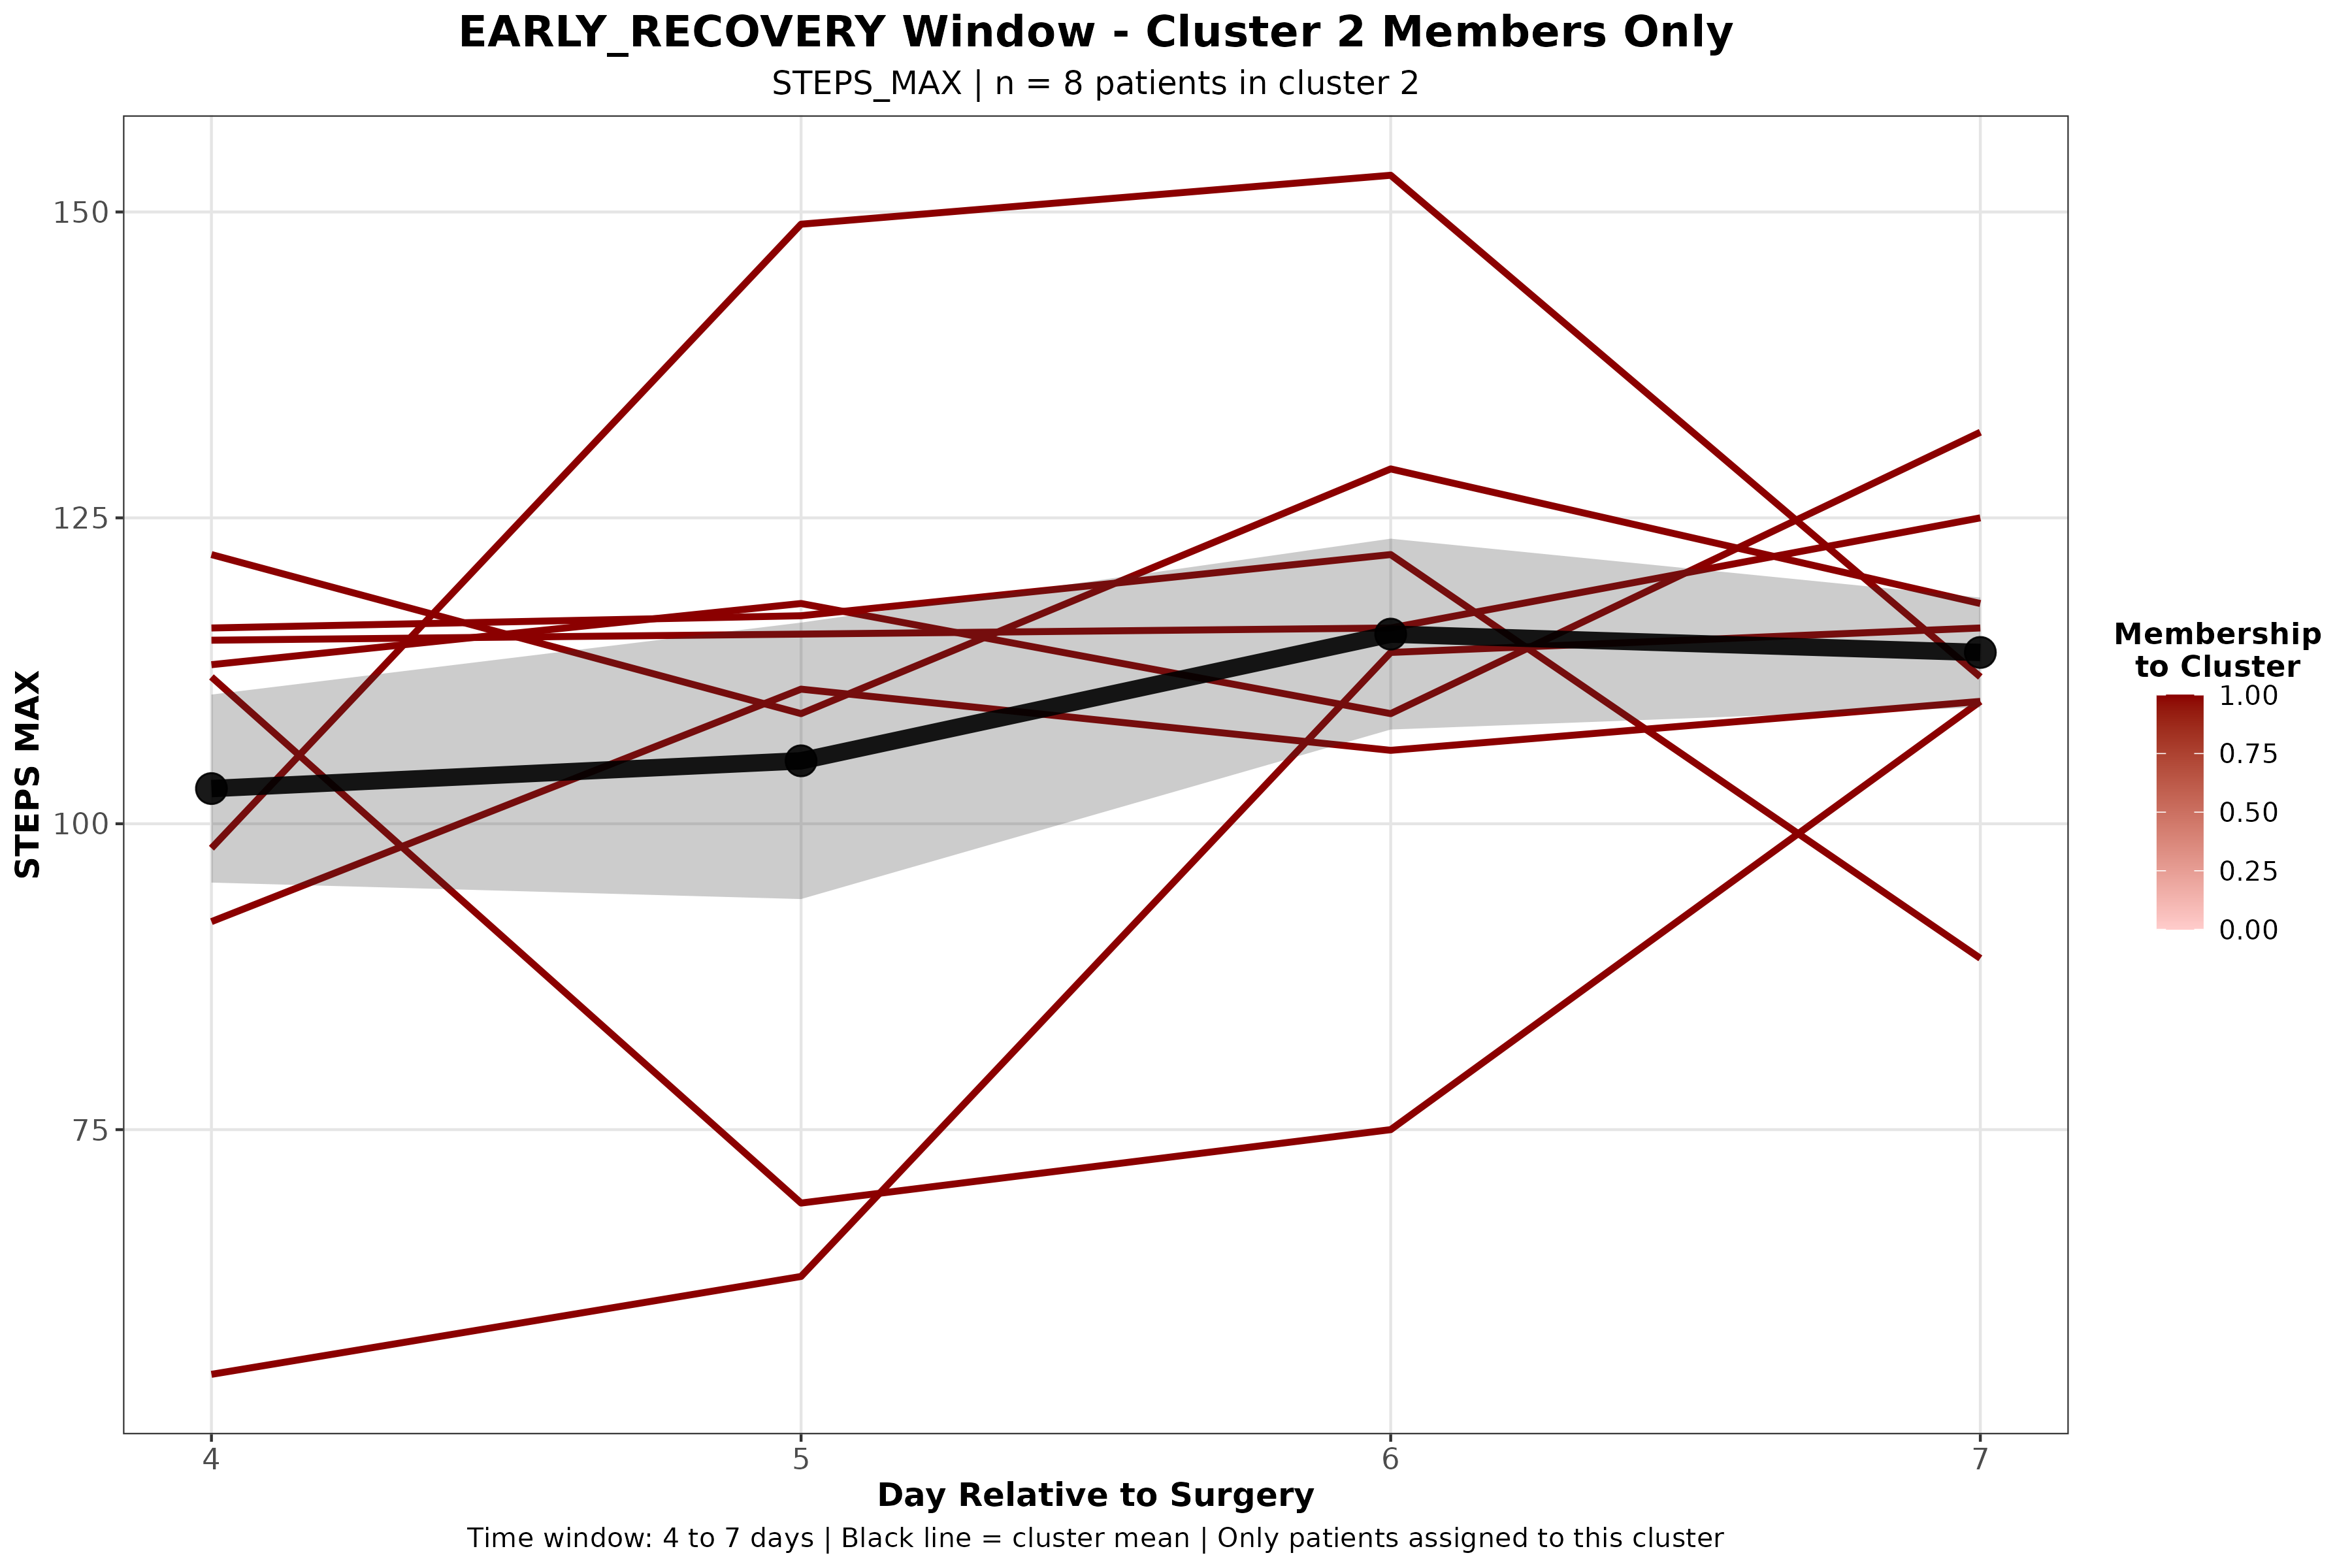 EARLY_RECOVERY Window - Cluster 2 Members Only
STEPS_MAX | n = 8 patients in cluster 2
STEPS MAX
150
125
100
75
4
5
6
7
Day Relative to Surgery
Time window: 4 to 7 days | Black line = cluster mean | Only patients assigned to this cluster
Membership
to Cluster
1.00
0.75
0.50
0.25
0.00